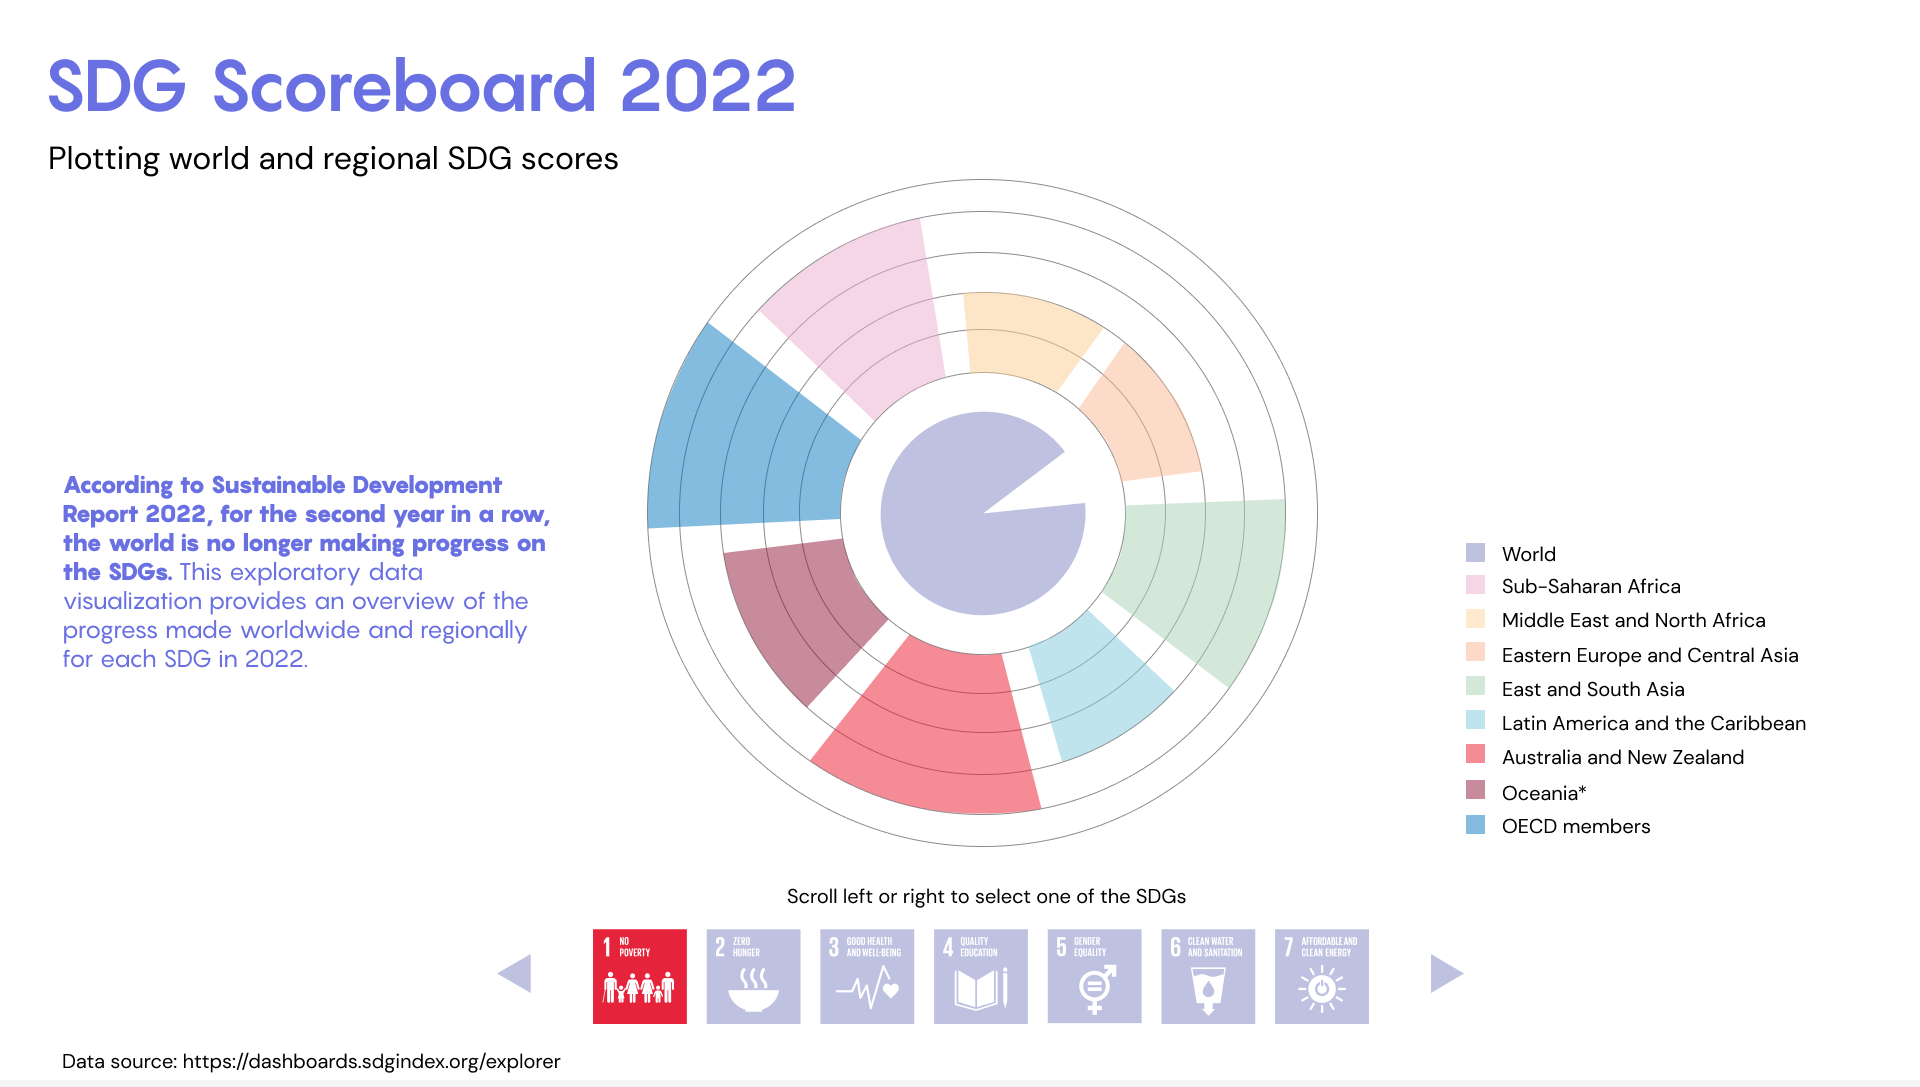 SDG Scoreboard 2022
Plotting world and regional SDG scores
According to Sustainable Development
Report 2022, for the second year in a row,
the world is no longer making progress on
the SDGs. This exploratory data
visualization provides an overview of the
progress made worldwide and regionally
for each SDG in 2022.
World
Sub-Saharan Africa
Middle East and North Africa
Eastern Europe and Central Asia
East and South Asia
Latin America and the Caribbean
Australia and New Zealand
Oceania*
OECD members
Scroll left or right to select one of the SDGs
1 NO
POVERTY
2 ZERO
HUNGER
3 GOOD HEALTH
AND WELL-BEING
4 QUALITY
EDUCATION
5 GENDER
EQUALITY
6 CLEAN WATER
AND SANITATION
7 AFFORDABLE AND
CLEAN ENERGY
Data source: https://dashboards.sdgindex.org/explorer